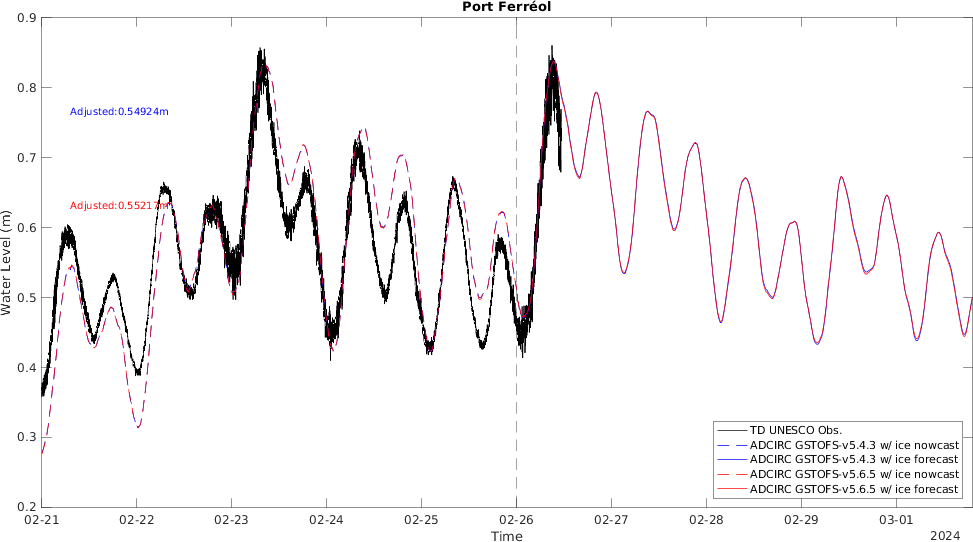 Port Ferréol
Water Level (m)
0.9
0.8
0.7
0.6
0.5
0.4
0.3
0.2
Adjusted:0.54924m
Adjusted:0.55217m
TD UNESCO Obs.
ADCIRC GSTOFS-v5.4.3 w/ ice nowcast
ADCIRC GSTOFS-v5.4.3 w/ ice forecast
ADCIRC GSTOFS-v5.6.5 w/ ice nowcast
ADCIRC GSTOFS-v5.6.5 w/ ice forecast
02-21 02-22 02-23 02-24 02-25 02-26 02-27 02-28 02-29 03-01
Time
2024